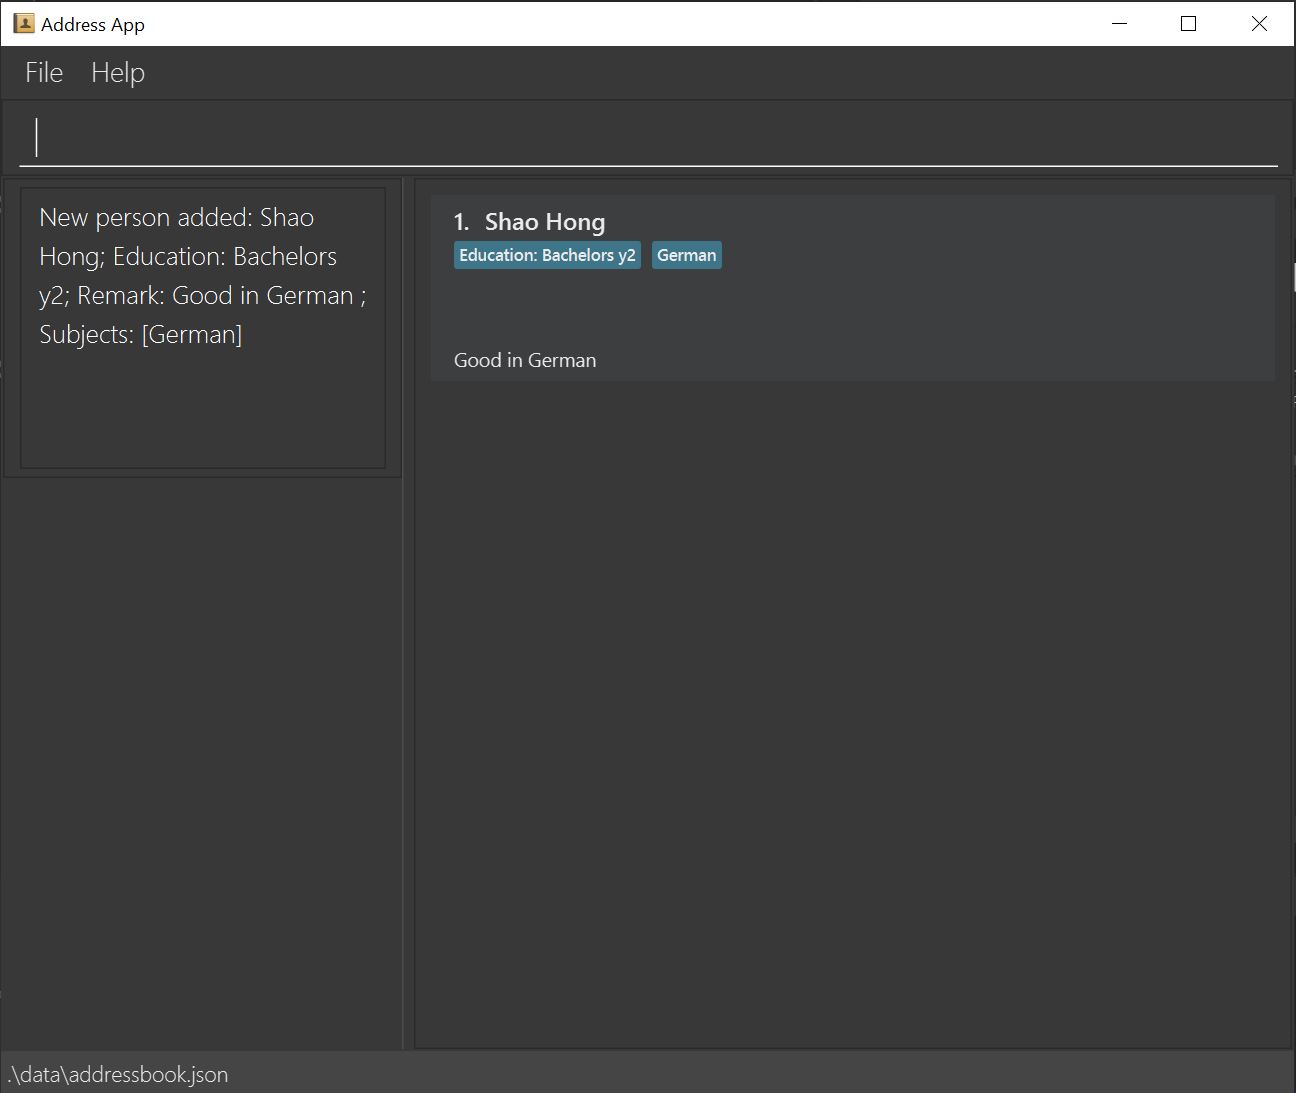 Address App
File Help
New person added: Shao
Hong; Education: Bachelors
y2; Remark: Good in German ;
Subjects: [German]
1. Shao Hong
Education: Bachelors y2 German
Good in German
.\data\addressbook.json